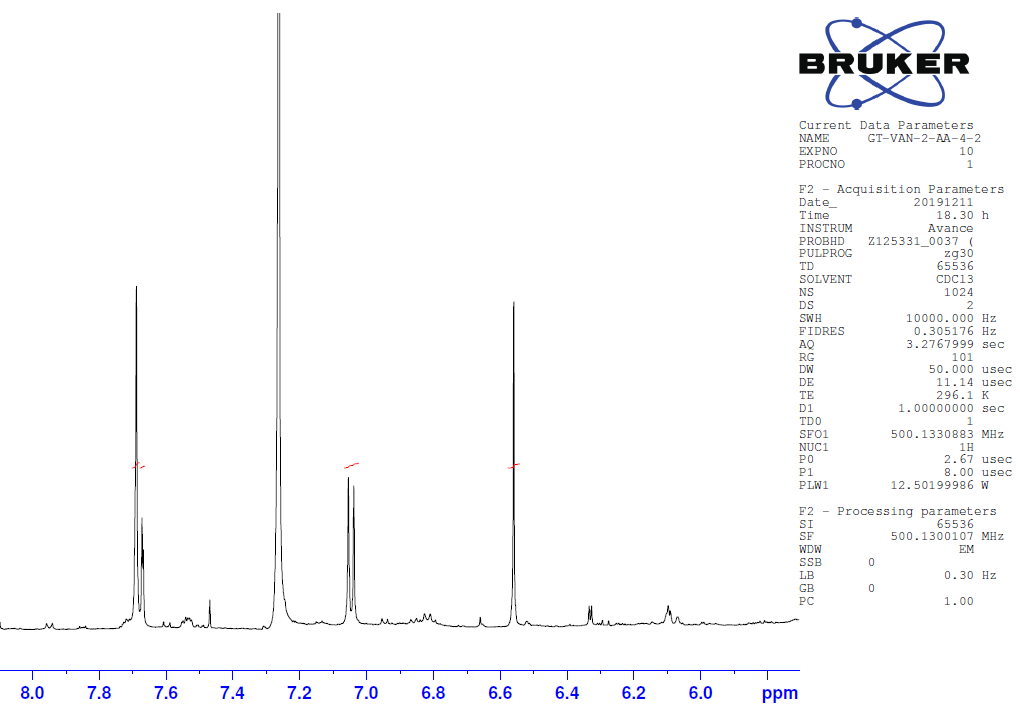 BRUKER
Current Data Parameters
NAME GT-VAN-2-AA-4-2
EXPNO 10
PROCNO 1
F2 - Acquisition Parameters
Date_ 20191211
Time 18.30 h
INSTRUM Avance
PROBHD Z125331_0037 (
PULPROG zg30
TD 65536
SOLVENT CDCl3
NS 1024
DS 2
SWH 10000.000 Hz
FIDRES 0.305176 Hz
AQ 3.2767999 sec
RG 101
DW 50.000 usec
DE 11.14 usec
TE 296.1 K
D1 1.00000000 sec
TD0 1
SFO1 500.1330883 MHz
NUC1 1H
P0 2.67 usec
P1 8.00 usec
PLW1 12.50199986 W
F2 - Processing parameters
SI 65536
SF 500.1300107 MHz
WDW EM
SSB 0
LB 0.30 Hz
GB 0
PC 1.00
8.0 7.8 7.6 7.4 7.2 7.0 6.8 6.6 6.4 6.2 6.0 ppm